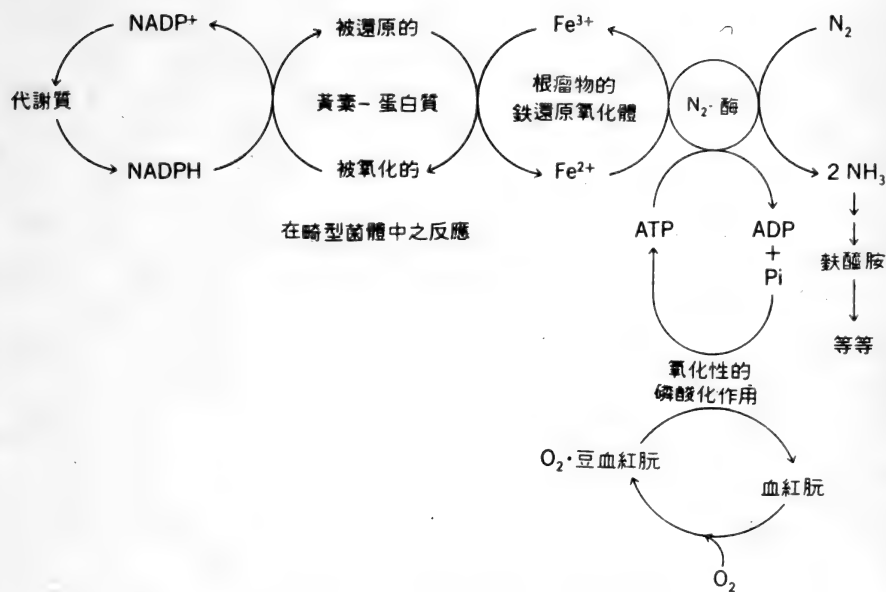 NADP⁺
被還原的
Fe³⁺
N₂
代謝質
黃素－蛋白質
根瘤物的
鉄還原氧化體
N₂·酶
NADPH
被氧化的
Fe²⁺
2 NH₃
在畸型菌體中之反應
ATP
ADP
+
Pi
麩醯胺
等等
氧化性的
磷酸化作用
O₂·豆血紅朊
血紅朊
O₂